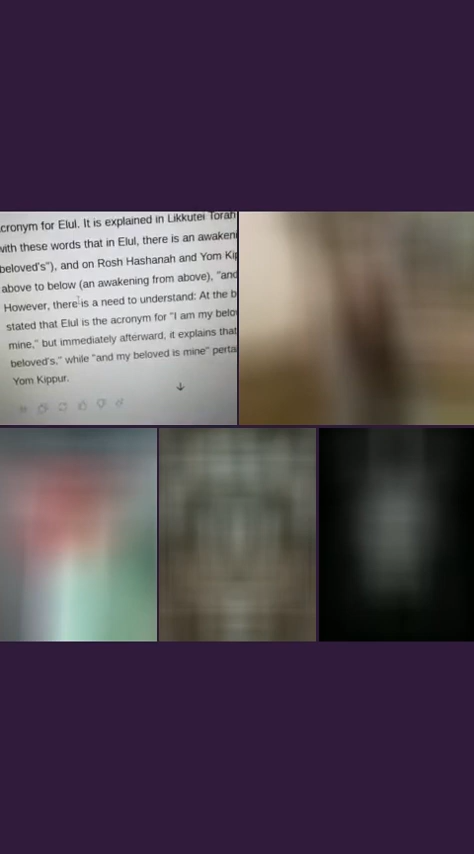 cronym for Elul. It is explained in Likkutei Torah
with these words that in Elul, there is an awakeni
beloved's"), and on Rosh Hashanah and Yom Kip
above to below (an awakening from above), "and
However, there is a need to understand: At the b
stated that Elul is the acronym for "I am my belo
mine," but immediately afterward, it explains that
beloved's," while "and my beloved is mine" perta
Yom Kippur.